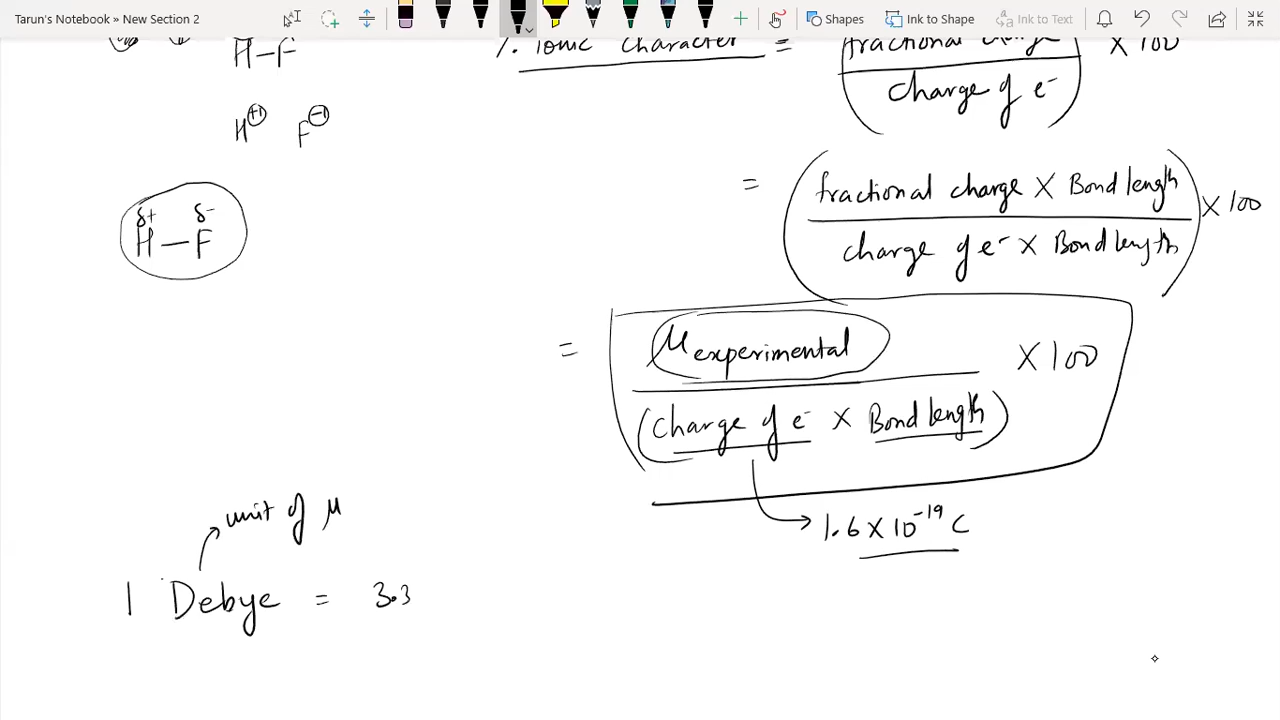 Tarun's Notebook » New Section 2
Shapes Ink to Shape Ink to Text
H-F
% ionic character = (fractional charge / charge of e⁻) × 100
H⁺¹ F⁻¹
= (fractional charge × Bond length / charge of e⁻ × Bond length) × 100
δ+ δ-
H — F
= μ experimental / (charge of e⁻ × Bond length) × 100
→ 1.6 × 10⁻¹⁹ C
unit of μ
1 Debye = 3.3